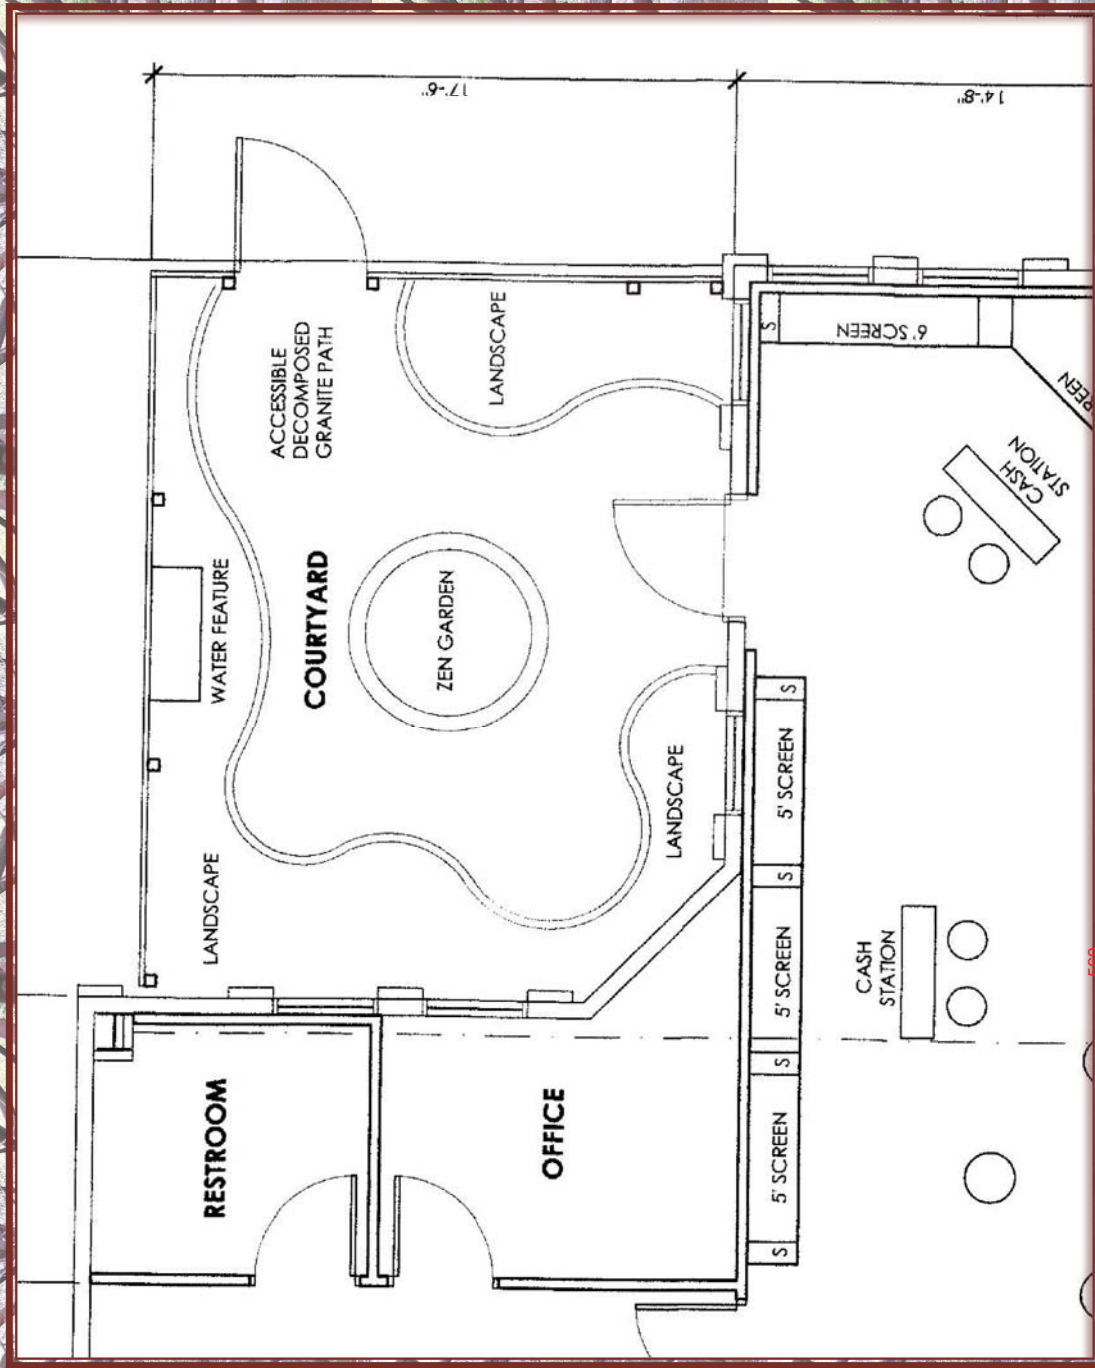 17'-6"
14'-8"
ACCESSIBLE
DECOMPOSED
GRANITE PATH
LANDSCAPE
S
6' SCREEN
CASH
STATION
WATER FEATURE
COURTYARD
ZEN GARDEN
LANDSCAPE
LANDSCAPE
S
5' SCREEN
S
5' SCREEN
S
5' SCREEN
S
CASH
STATION
RESTROOM
OFFICE